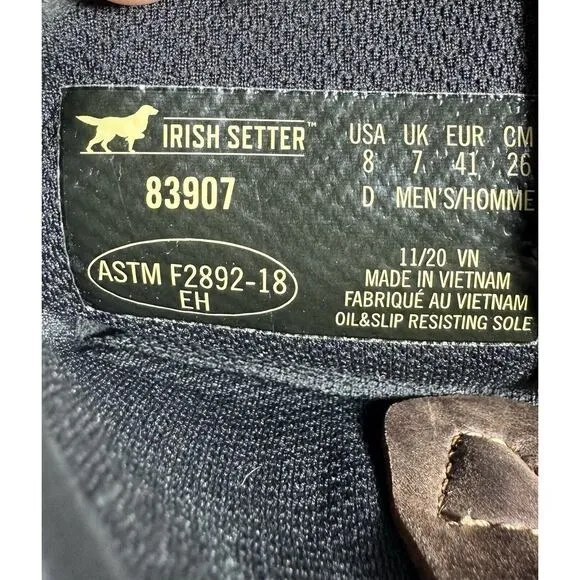 IRISH SETTER™
83907
ASTM F2892-18
EH
USA UK EUR CM
8 7 41 26
D MEN'S/HOMME
11/20 VN
MADE IN VIETNAM
FABRIQUÉ AU VIETNAM
OIL&SLIP RESISTING SOLE